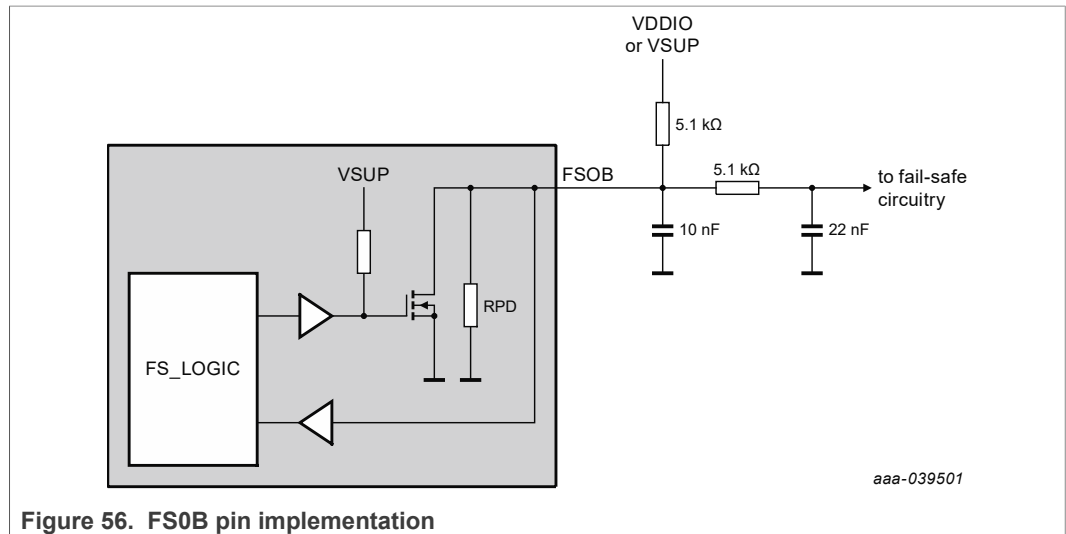 VDDIO
or VSUP
5.1 kΩ
5.1 kΩ
VSUP
FSOB
to fail-safe
circuitry
10 nF
22 nF
RPD
FS_LOGIC
aaa-039501
Figure 56. FS0B pin implementation